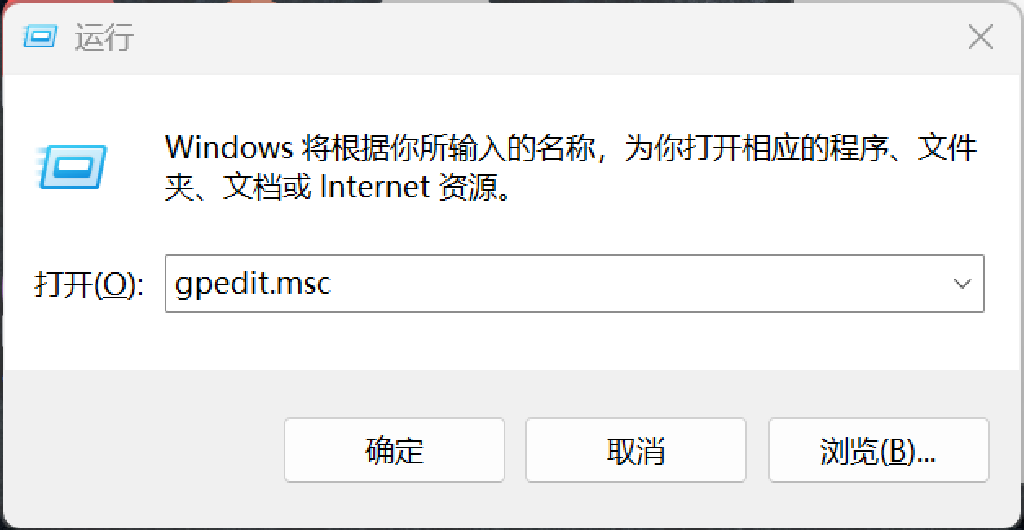 运行
Windows 将根据你所输入的名称，为你打开相应的程序、文件
夹、文档或 Internet 资源。
打开(O): gpedit.msc
确定 取消 浏览(B)...